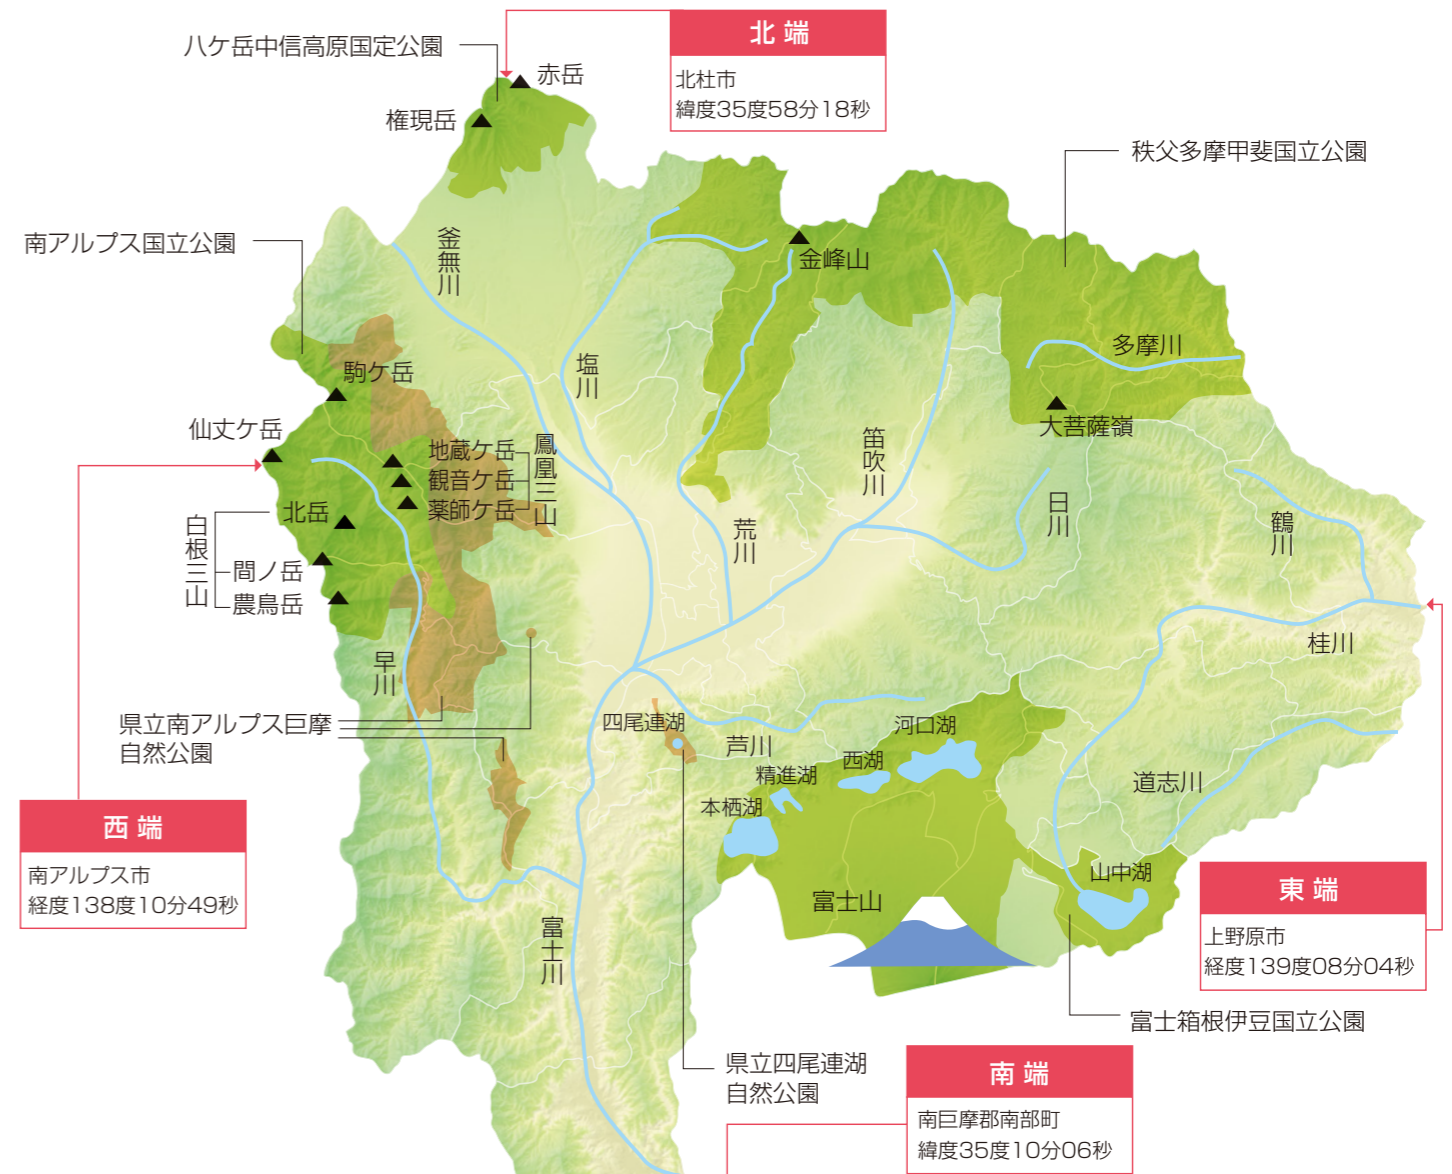 北端
北杜市
緯度35度58分18秒
八ケ岳中信高原国定公園
赤岳
権現岳
秩父多摩甲斐国立公園
南アルプス国立公園
釜無川
金峰山
塩川
多摩川
駒ケ岳
大菩薩嶺
仙丈ケ岳
地蔵ケ岳
観音ケ岳
薬師ケ岳
鳳凰三山
笛吹川
日川
鶴川
荒川
北岳
間ノ岳
農鳥岳
白根三山
早川
桂川
県立南アルプス巨摩
自然公園
四尾連湖
芦川
河口湖
西湖
精進湖
本栖湖
道志川
山中湖
富士山
富士川
西端
南アルプス市
経度138度10分49秒
東端
上野原市
経度139度08分04秒
富士箱根伊豆国立公園
県立四尾連湖
自然公園
南端
南巨摩郡南部町
緯度35度10分06秒